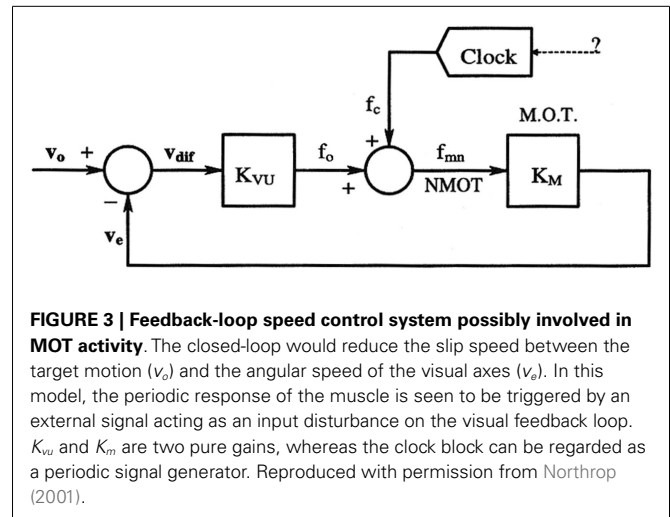 ?
Clock
f_c
M.O.T.
v_o + v_dif f_o + f_mn
K_VU K_M
− + NMOT
v_e
FIGURE 3 | Feedback-loop speed control system possibly involved in
MOT activity. The closed-loop would reduce the slip speed between the
target motion (v_o) and the angular speed of the visual axes (v_e). In this
model, the periodic response of the muscle is seen to be triggered by an
external signal acting as an input disturbance on the visual feedback loop.
K_vu and K_m are two pure gains, whereas the clock block can be regarded as
a periodic signal generator. Reproduced with permission from Northrop
(2001).